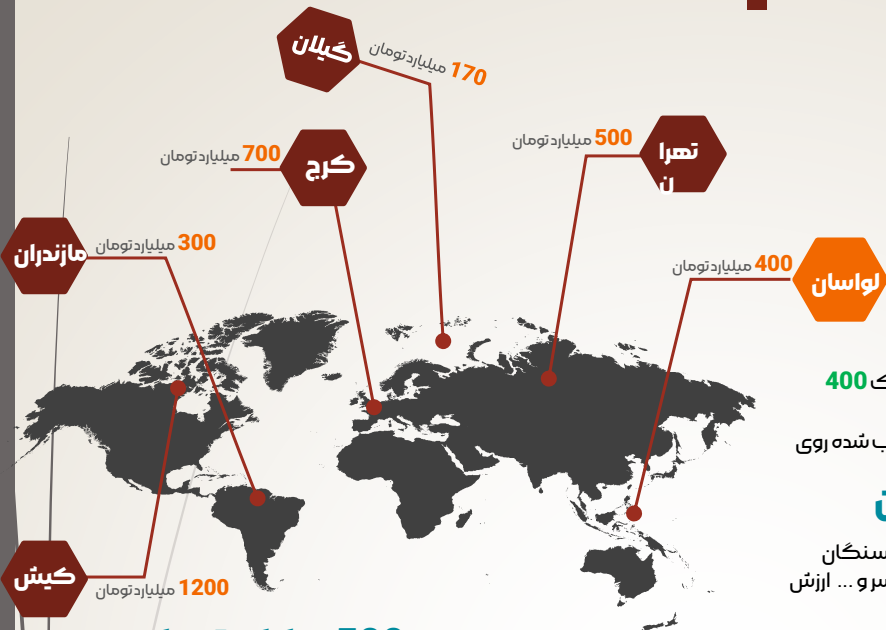 گیلان
170 میلیارد تومان
تهرا
ن
500 میلیارد تومان
کرج
700 میلیارد تومان
مازندران
300 میلیارد تومان
لواسان
400 میلیارد تومان
400
شده روی
سنگان
و ... ارزش
کیش
1200 میلیارد تومان